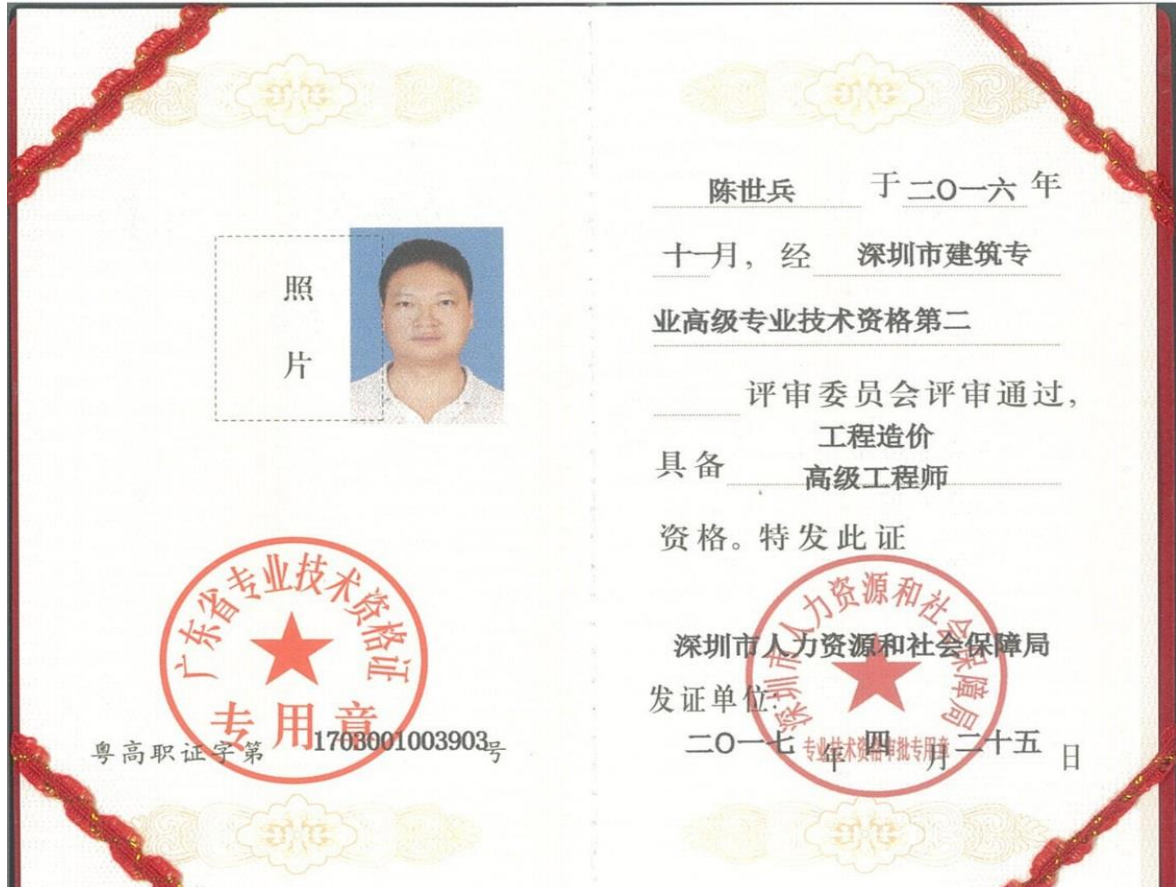 照
片
广东省专业技术资格证
专用章
粤高职证字第1703001003903号
陈世兵 于二〇一六年
十一月，经 深圳市建筑专
业高级专业技术资格第二
评审委员会评审通过，
工程造价
具备 高级工程师
资格。特发此证
深圳市人力资源和社会保障局
深圳市人力资源和社会保障局
发证单位：
专业技术资格审批专用章
二〇一七年四月二十五日